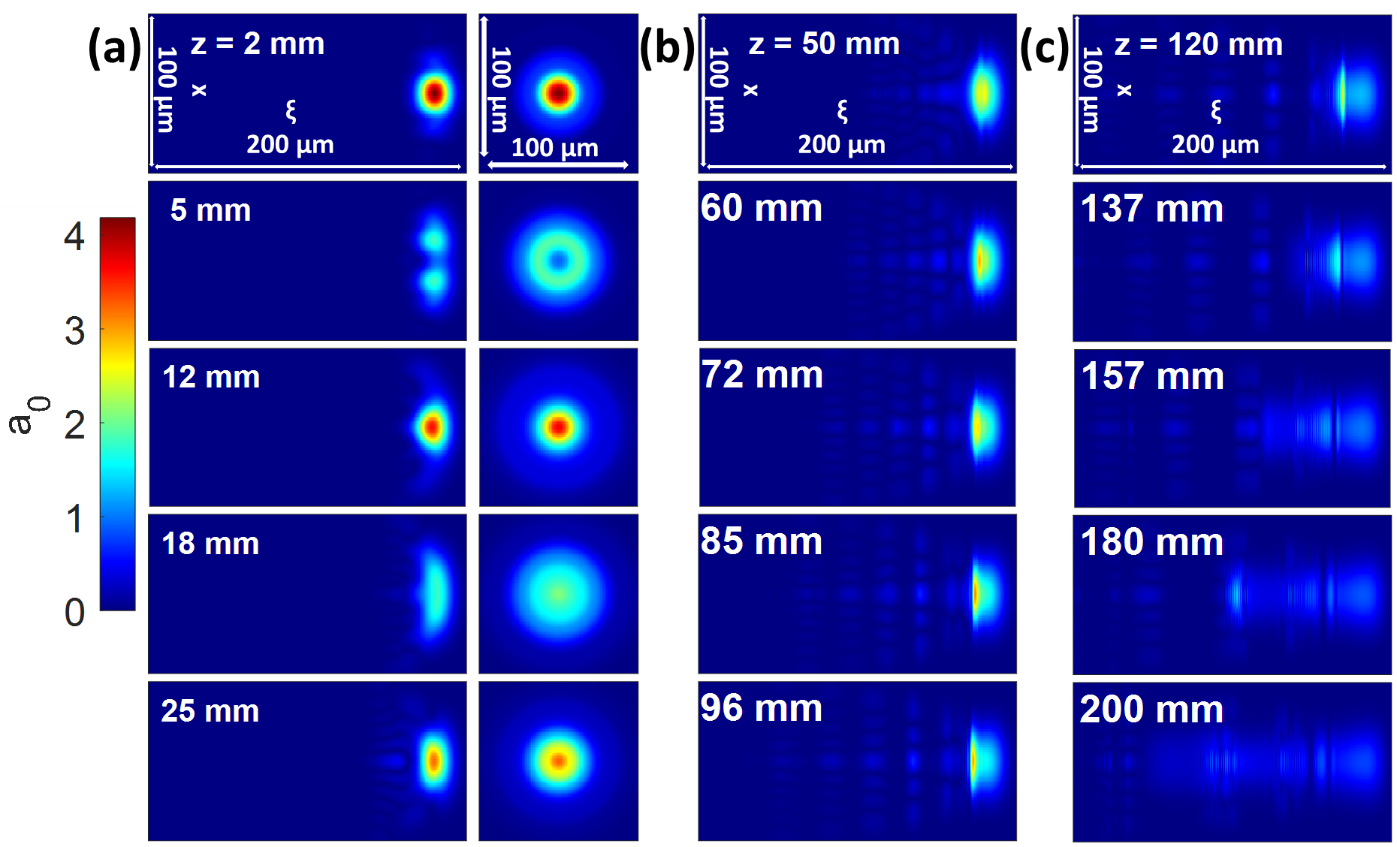 (a)
z = 2 mm
100 µm
x
ξ
200 µm
100 µm
100 µm
5 mm
12 mm
18 mm
25 mm
4
3
2
1
0
a0
(b)
z = 50 mm
100 µm
x
ξ
200 µm
60 mm
72 mm
85 mm
96 mm
(c)
z = 120 mm
100 µm
x
ξ
200 µm
137 mm
157 mm
180 mm
200 mm